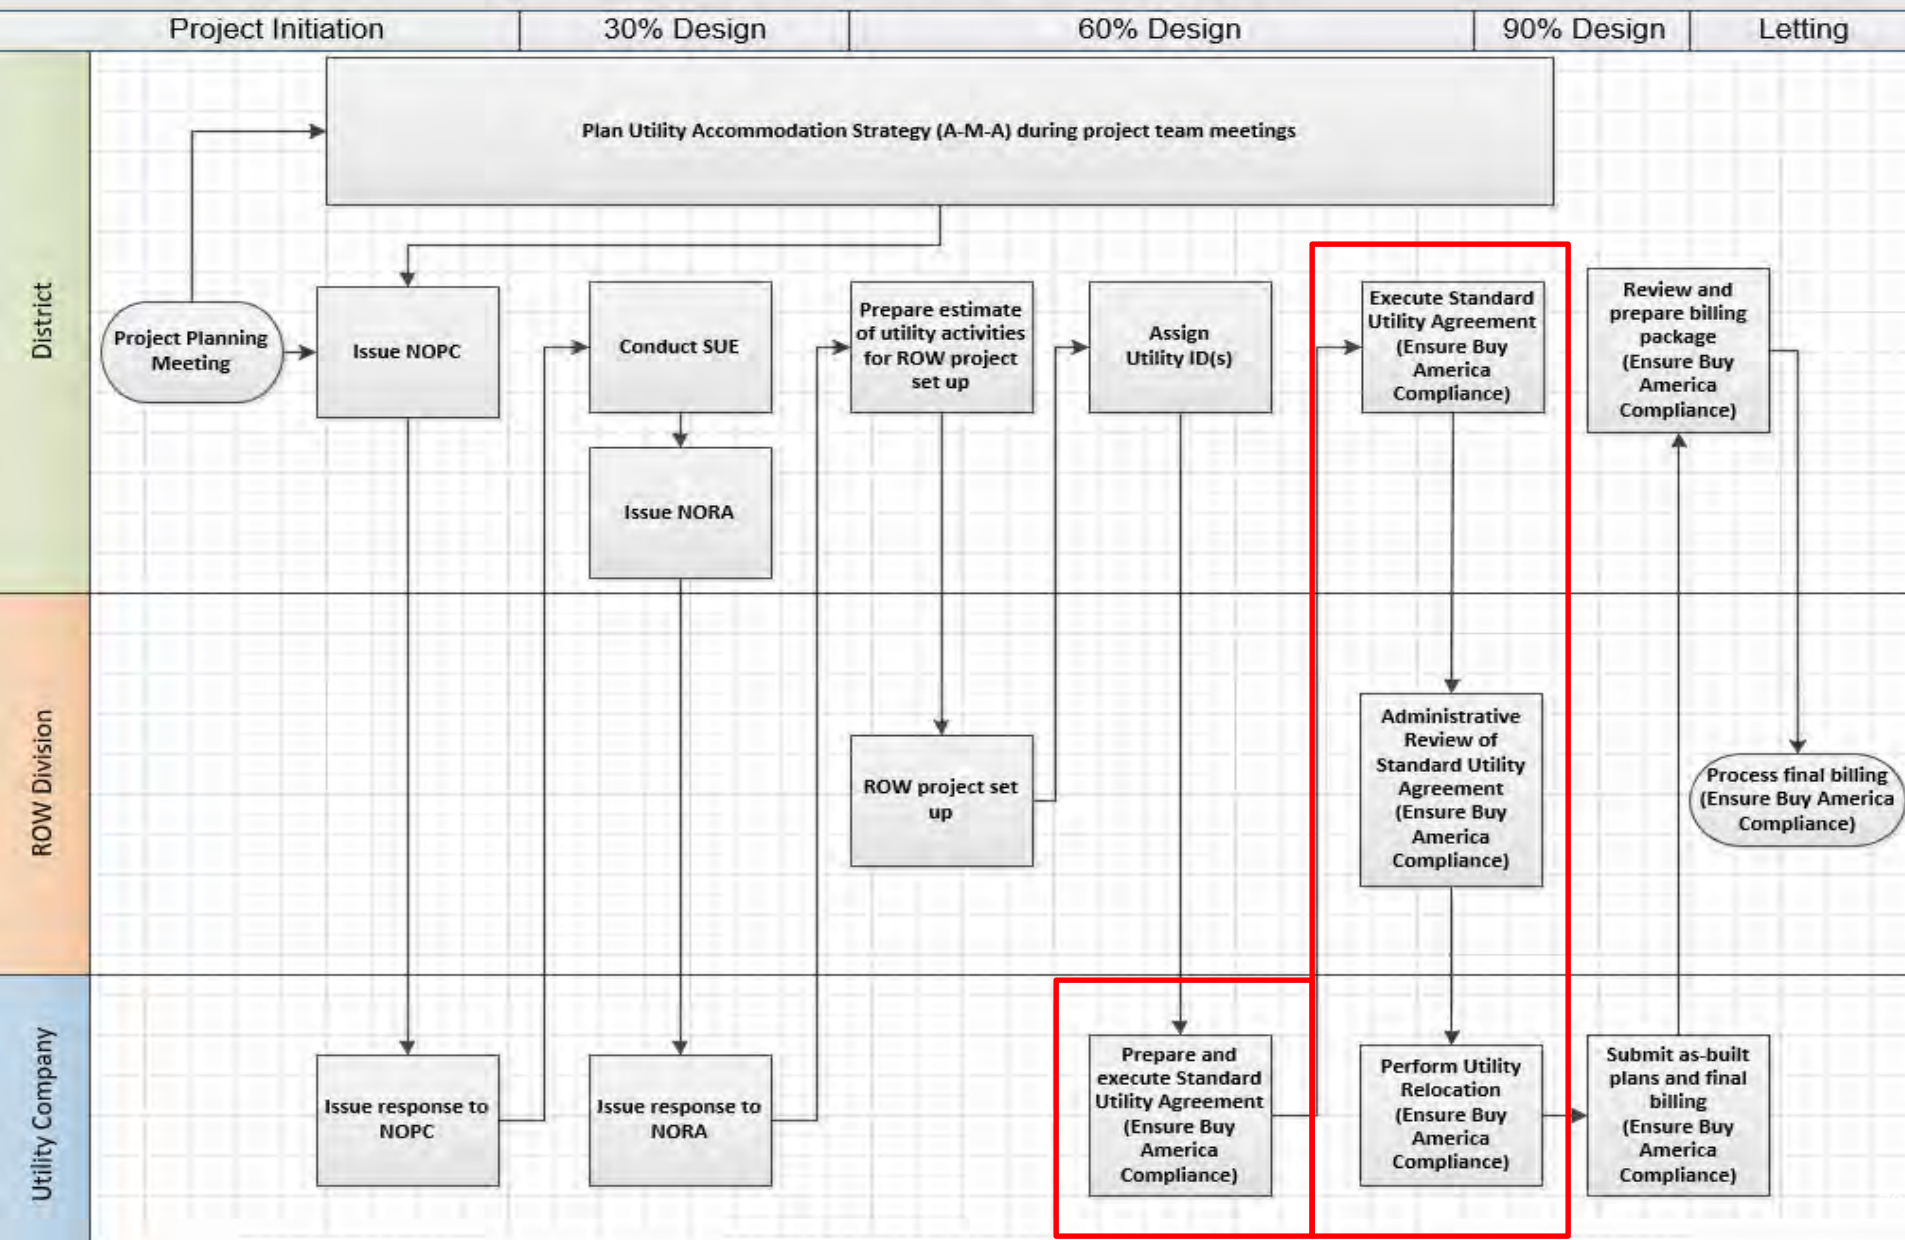 Project Initiation
30% Design
60% Design
90% Design
Letting
District
ROW Division
Utility Company
Plan Utility Accommodation Strategy (A-M-A) during project team meetings
Project Planning
Meeting
Issue NOPC
Conduct SUE
Issue NORA
Prepare estimate
of utility activities
for ROW project
set up
Assign
Utility ID(s)
Execute Standard
Utility Agreement
(Ensure Buy
America
Compliance)
Review and
prepare billing
package
(Ensure Buy
America
Compliance)
ROW project set
up
Administrative
Review of
Standard Utility
Agreement
(Ensure Buy
America
Compliance)
Process final billing
(Ensure Buy America
Compliance)
Issue response to
NOPC
Issue response to
NORA
Prepare and
execute Standard
Utility Agreement
(Ensure Buy
America
Compliance)
Perform Utility
Relocation
(Ensure Buy
America
Compliance)
Submit as-built
plans and final
billing
(Ensure Buy
America
Compliance)